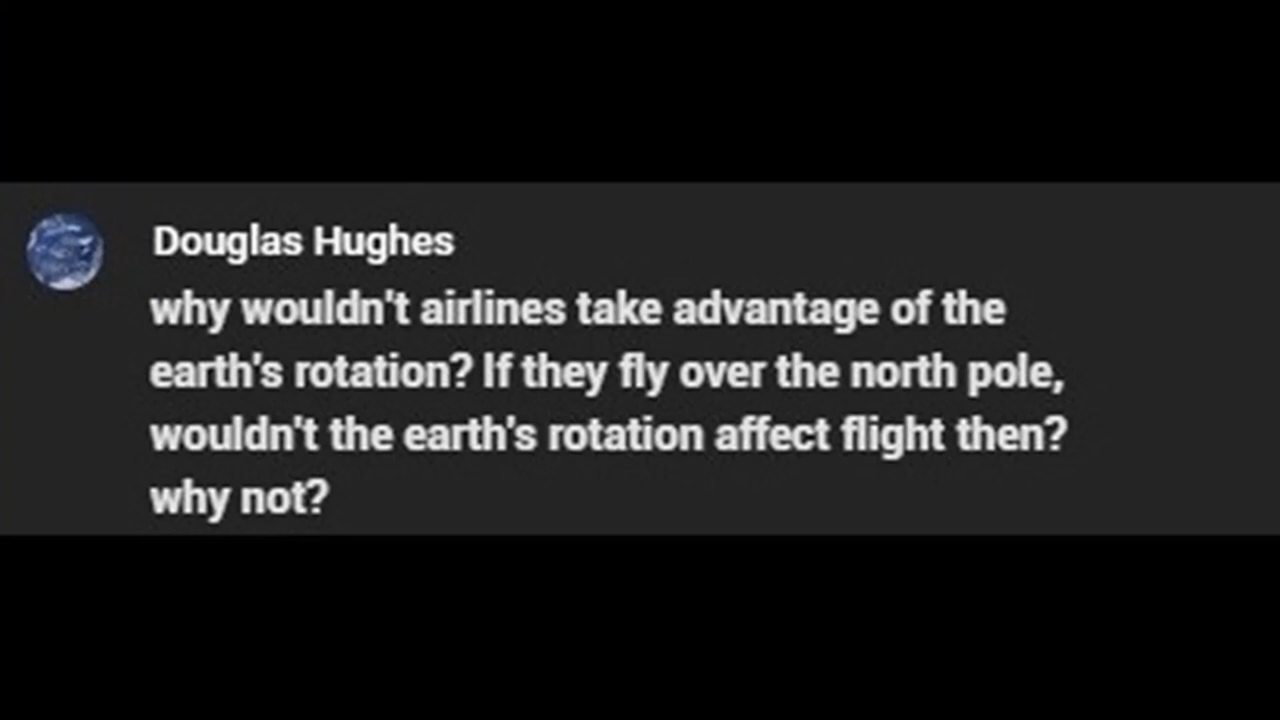 Douglas Hughes
why wouldn't airlines take advantage of the
earth's rotation? If they fly over the north pole,
wouldn't the earth's rotation affect flight then?
why not?